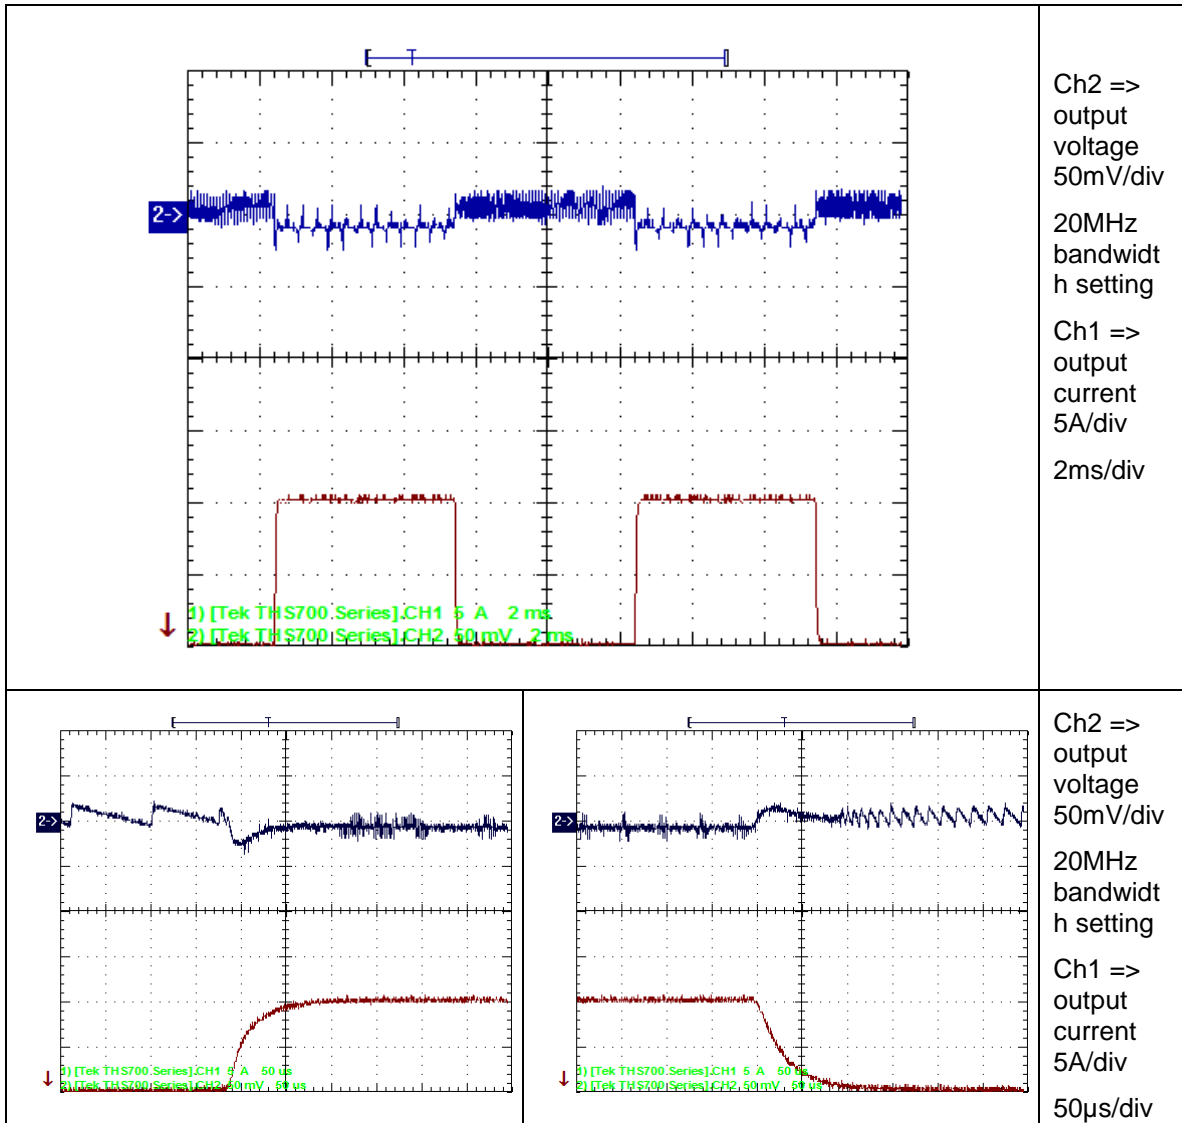 Ch2 =>
output
voltage
50mV/div
20MHz
bandwidt
h setting
Ch1 =>
output
current
5A/div
2ms/div
2->
1) [Tek THS700 Series].CH1 5 A 2 ms
2) [Tek THS700 Series].CH2 50 mV 2 ms
2->
1) [Tek THS700 Series].CH1 5 A 50 us
2) [Tek THS700 Series].CH2 50 mV 50 us
2->
1) [Tek THS700 Series].CH1 5 A 50 us
2) [Tek THS700 Series].CH2 50 mV 50 us
Ch2 =>
output
voltage
50mV/div
20MHz
bandwidt
h setting
Ch1 =>
output
current
5A/div
50µs/div